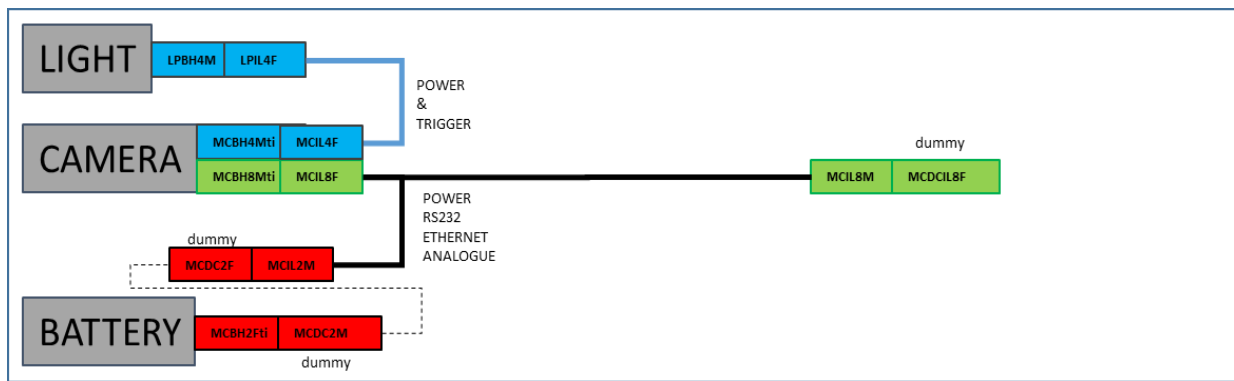 LIGHT
LPBH4M
LPIL4F
POWER
&
TRIGGER
CAMERA
MCBH4Mti
MCIL4F
MCBH8Mti
MCIL8F
dummy
MCIL8M
MCDCIL8F
POWER
RS232
ETHERNET
ANALOGUE
dummy
MCDC2F
MCIL2M
BATTERY
MCBH2Fti
MCDC2M
dummy